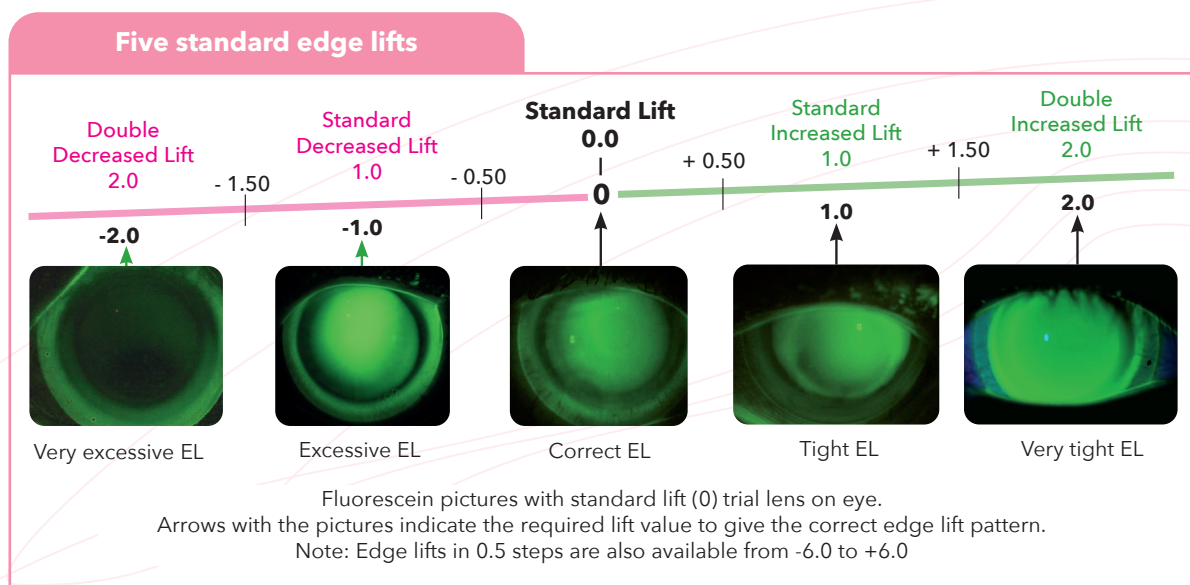 Five standard edge lifts
Double
Decreased Lift
2.0
- 1.50
Standard
Decreased Lift
1.0
- 0.50
Standard Lift
0.0
0
+ 0.50
Standard
Increased Lift
1.0
+ 1.50
Double
Increased Lift
2.0
-2.0
-1.0
1.0
2.0
Very excessive EL
Excessive EL
Correct EL
Tight EL
Very tight EL
Fluorescein pictures with standard lift (0) trial lens on eye.
Arrows with the pictures indicate the required lift value to give the correct edge lift pattern.
Note: Edge lifts in 0.5 steps are also available from -6.0 to +6.0